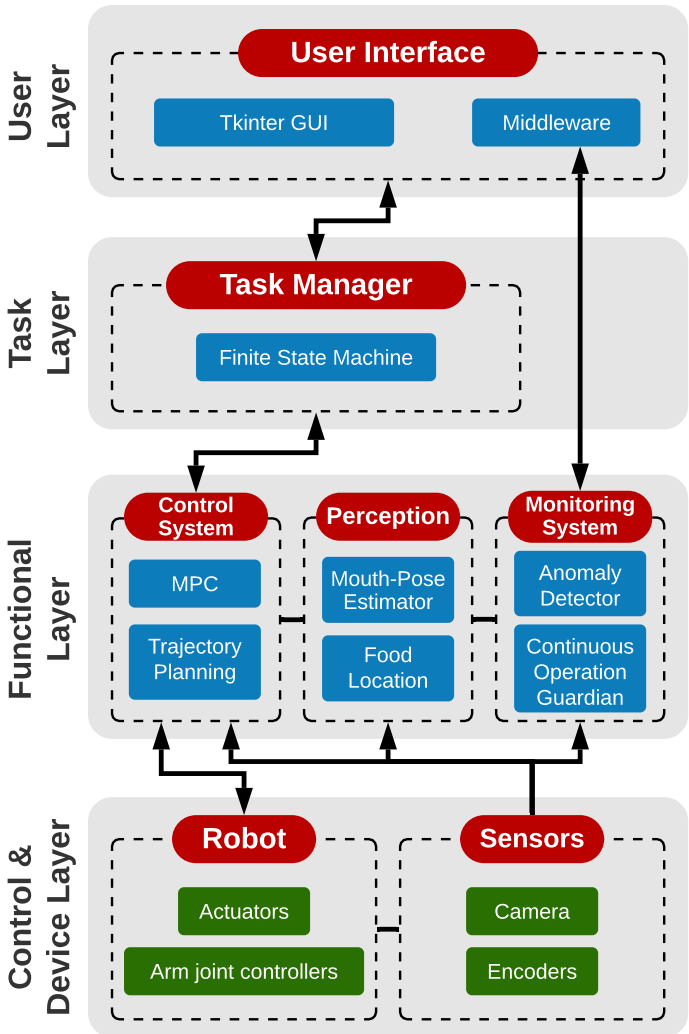 User
Layer
User Interface
Tkinter GUI
Middleware
Task
Layer
Task Manager
Finite State Machine
Functional
Layer
Control
System
MPC
Trajectory
Planning
Perception
Mouth-Pose
Estimator
Food
Location
Monitoring
System
Anomaly
Detector
Continuous
Operation
Guardian
Control &
Device Layer
Robot
Actuators
Arm joint controllers
Sensors
Camera
Encoders